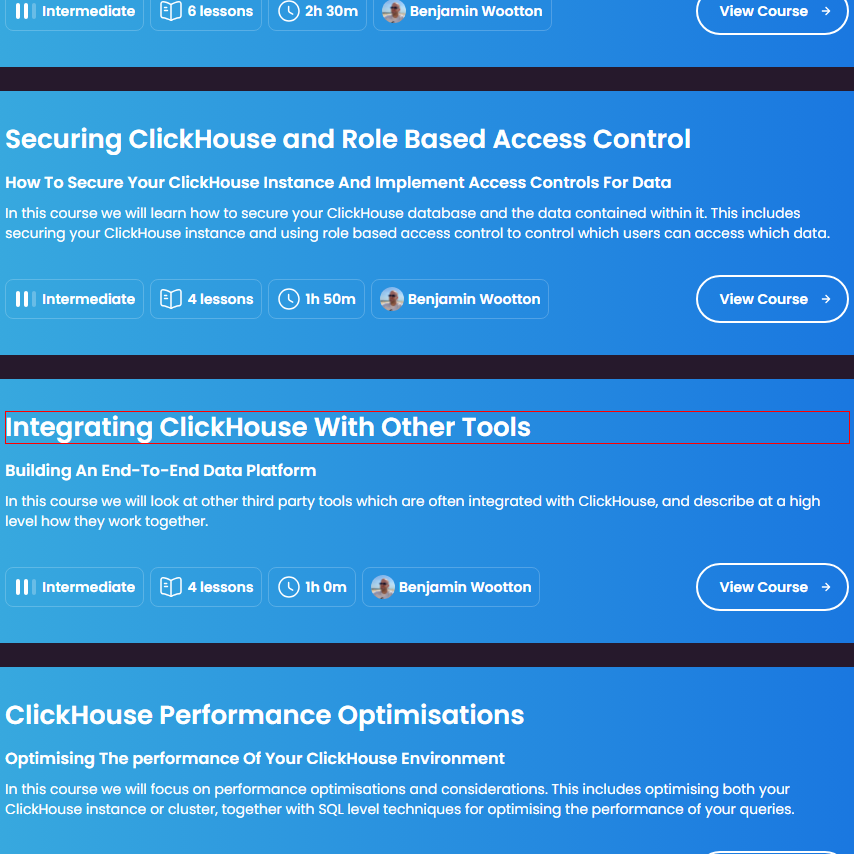 Intermediate 6 lessons 2h 30m Benjamin Wootton View Course
Securing ClickHouse and Role Based Access Control
How To Secure Your ClickHouse Instance And Implement Access Controls For Data
In this course we will learn how to secure your ClickHouse database and the data contained within it. This includes
securing your ClickHouse instance and using role based access control to control which users can access which data.
Intermediate 4 lessons 1h 50m Benjamin Wootton View Course
Integrating ClickHouse With Other Tools
Building An End-To-End Data Platform
In this course we will look at other third party tools which are often integrated with ClickHouse, and describe at a high
level how they work together.
Intermediate 4 lessons 1h 0m Benjamin Wootton View Course
ClickHouse Performance Optimisations
Optimising The performance Of Your ClickHouse Environment
In this course we will focus on performance optimisations and considerations. This includes optimising both your
ClickHouse instance or cluster, together with SQL level techniques for optimising the performance of your queries.